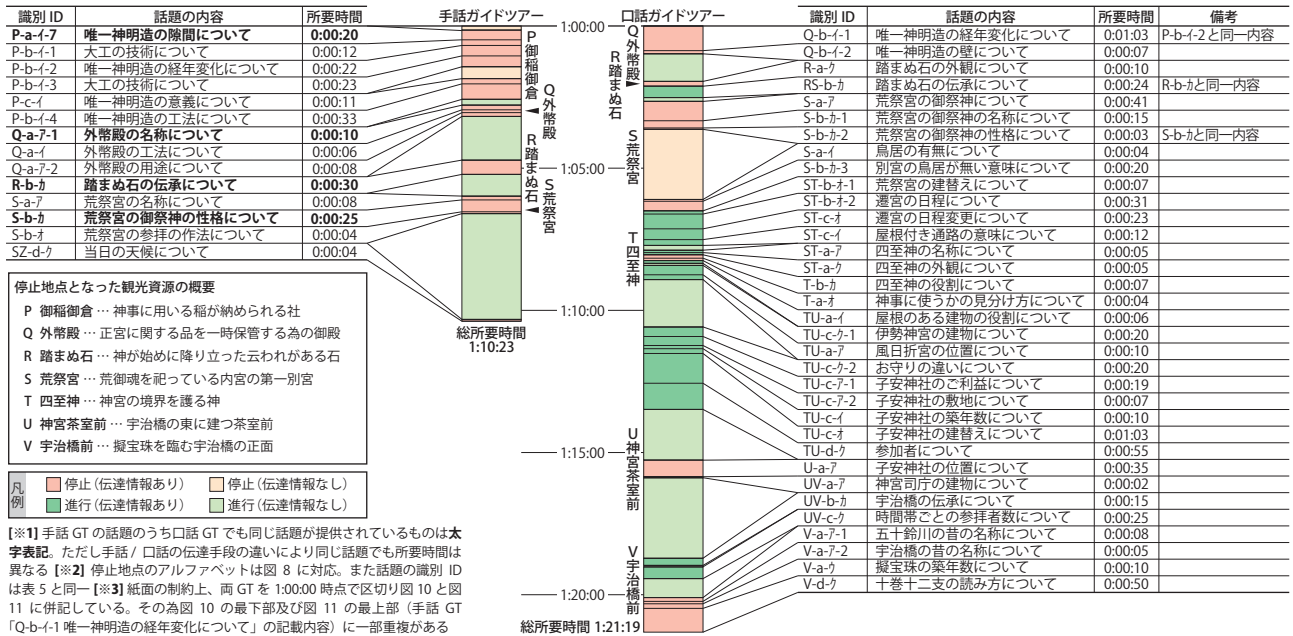 識別 ID 話題の内容 所要時間
P-a-ｲ-7 唯一神明造の隙間について 0:00:20
P-b-ｲ-1 大工の技術について 0:00:12
P-b-ｲ-2 唯一神明造の経年変化について 0:00:22
P-b-ｲ-3 大工の技術について 0:00:23
P-c-ｲ 唯一神明造の意義について 0:00:11
P-b-ｲ-4 唯一神明造の工法について 0:00:33
Q-a-ｱ-1 外幣殿の名称について 0:00:10
Q-a-ｲ 外幣殿の工法について 0:00:06
Q-a-ｱ-2 外幣殿の用途について 0:00:08
R-b-ｶ 踏まぬ石の伝承について 0:00:30
S-a-ｱ 荒祭宮の名称について 0:00:08
S-b-ｶ 荒祭宮の御祭神の性格について 0:00:25
S-b-ｵ 荒祭宮の参拝の作法について 0:00:04
SZ-d-ｸ 当日の天候について 0:00:04
停止地点となった観光資源の概要
P 御稲御倉 … 神事に用いる稲が納められる社
Q 外幣殿 … 正宮に関する品を一時保管する為の御殿
R 踏まぬ石 … 神が始めに降り立った云われがある石
S 荒祭宮 … 荒御魂を祀っている内宮の第一別宮
T 四至神 … 神宮の境界を護る神
U 神宮茶室前 … 宇治橋の東に建つ茶室前
V 宇治橋前 … 擬宝珠を臨む宇治橋の正面
凡例
停止 (伝達情報あり) 停止 (伝達情報なし)
進行 (伝達情報あり) 進行 (伝達情報なし)
[※1] 手話 GT の話題のうち口話 GT でも同じ話題が提供されているものは太
字表記。ただし手話 / 口話の伝達手段の違いにより同じ話題でも所要時間は
異なる [※2] 停止地点のアルファベットは図 8 に対応。また話題の識別 ID
は表 5 と同一 [※3] 紙面の制約上、両 GT を 1:00:00 時点で区切り図 10 と図
11 に併記している。その為図 10 の最下部及び図 11 の最上部（手話 GT
「Q-b-ｲ-1 唯一神明造の経年変化について」の記載内容）に一部重複がある
手話ガイドツアー
P 御稲御倉
Q 外幣殿
R 踏まぬ石
S 荒祭宮
総所要時間
1:10:23
1:00:00
1:05:00
1:10:00
1:15:00
1:20:00
口話ガイドツアー
Q 外幣殿
R 踏まぬ石
S 荒祭宮
T 四至神
U 神宮茶室前
V 宇治橋前
総所要時間 1:21:19
識別 ID 話題の内容 所要時間 備考
Q-b-ｲ-1 唯一神明造の経年変化について 0:01:03 P-b-ｲ-2 と同一内容
Q-b-ｲ-2 唯一神明造の壁について 0:00:07
R-a-ｸ 踏まぬ石の外観について 0:00:10
RS-b-ｶ 踏まぬ石の伝承について 0:00:24 R-b-ｶと同一内容
S-a-ｱ 荒祭宮の御祭神について 0:00:41
S-b-ｶ-1 荒祭宮の御祭神の名称について 0:00:15
S-b-ｶ-2 荒祭宮の御祭神の性格について 0:00:03 S-b-ｶと同一内容
S-a-ｲ 鳥居の有無について 0:00:04
S-b-ｶ-3 別宮の鳥居が無い意味について 0:00:20
ST-b-ｵ-1 荒祭宮の建替えについて 0:00:07
ST-b-ｵ-2 遷宮の日程について 0:00:31
ST-c-ｵ 遷宮の日程変更について 0:00:23
ST-c-ｲ 屋根付き通路の意味について 0:00:12
ST-a-ｱ 四至神の名称について 0:00:05
ST-a-ｸ 四至神の外観について 0:00:05
T-b-ｶ 四至神の役割について 0:00:07
T-a-ｵ 神事に使うかの見分け方について 0:00:04
TU-a-ｲ 屋根のある建物の役割について 0:00:06
TU-c-ｸ-1 伊勢神宮の建物について 0:00:20
TU-a-ｱ 風日折宮の位置について 0:00:10
TU-c-ｸ-2 お守りの違いについて 0:00:20
TU-c-ｱ-1 子安神社のご利益について 0:00:19
TU-c-ｱ-2 子安神社の敷地について 0:00:07
TU-c-ｲ 子安神社の築年数について 0:00:10
TU-c-ｵ 子安神社の建替えについて 0:01:03
TU-d-ｸ 参加者について 0:00:55
U-a-ｱ 子安神社の位置について 0:00:35
UV-a-ｱ 神宮司庁の建物について 0:00:02
UV-b-ｶ 宇治橋の伝承について 0:00:15
UV-c-ｸ 時間帯ごとの参拝者数について 0:00:25
V-a-ｱ-1 五十鈴川の昔の名称について 0:00:08
V-a-ｱ-2 宇治橋の昔の名称について 0:00:05
V-a-ｳ 擬宝珠の築年数について 0:00:10
V-d-ｸ 十巻十二支の読み方について 0:00:50